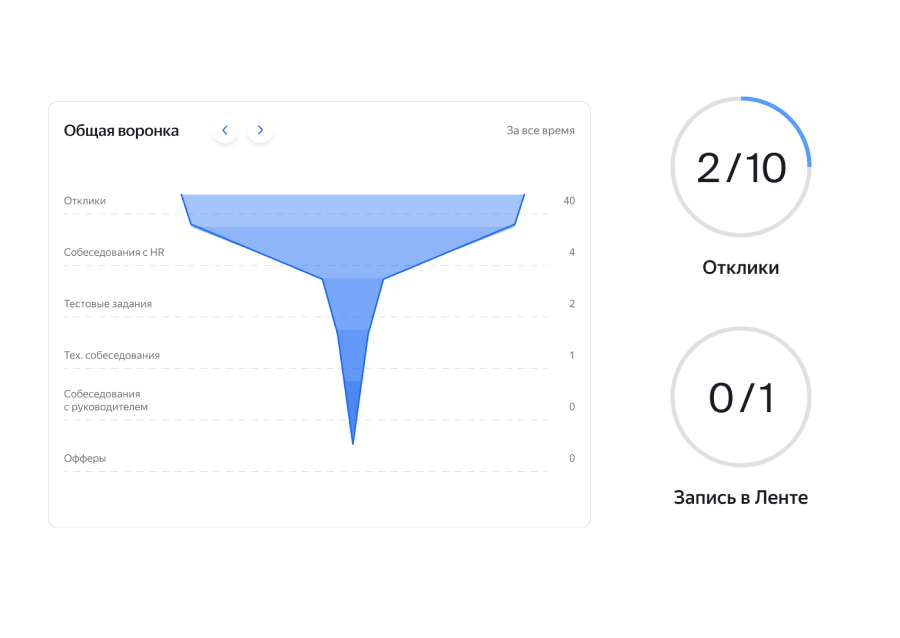 Общая воронка
За все время
Отклики 40
Собеседования с HR 4
Тестовые задания 2
Тех. собеседования 1
Собеседования
с руководителем 0
Офферы 0
2/10
Отклики
0/1
Запись в Ленте